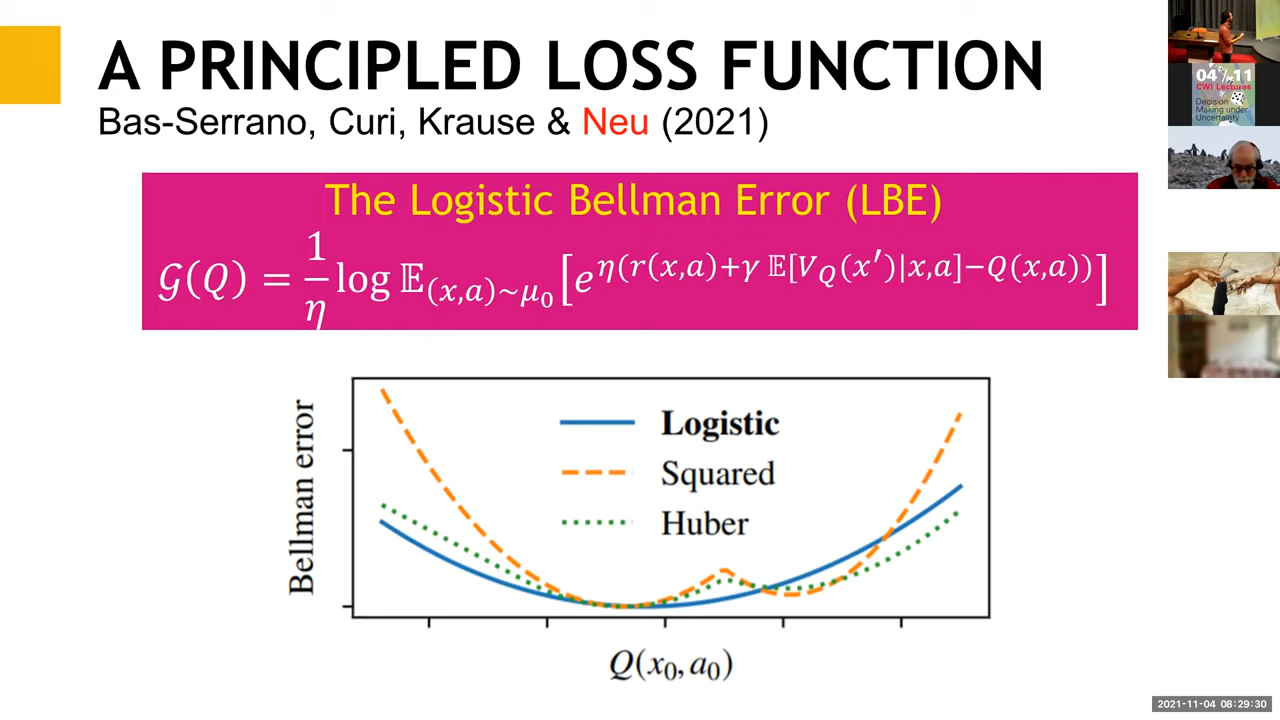 A PRINCIPLED LOSS FUNCTION
Bas-Serrano, Curi, Krause & Neu (2021)
The Logistic Bellman Error (LBE)
𝒢(Q) = 1/η log 𝔼_{(x,a)∼μ₀}[e^{η(r(x,a)+γ 𝔼[V_Q(x′)|x,a]−Q(x,a))}]
Bellman error
Logistic
Squared
Huber
Q(x₀, a₀)
04/11
CWI Lectures
Decision
Making under
Uncertainty
2021-11-04 08:29:30